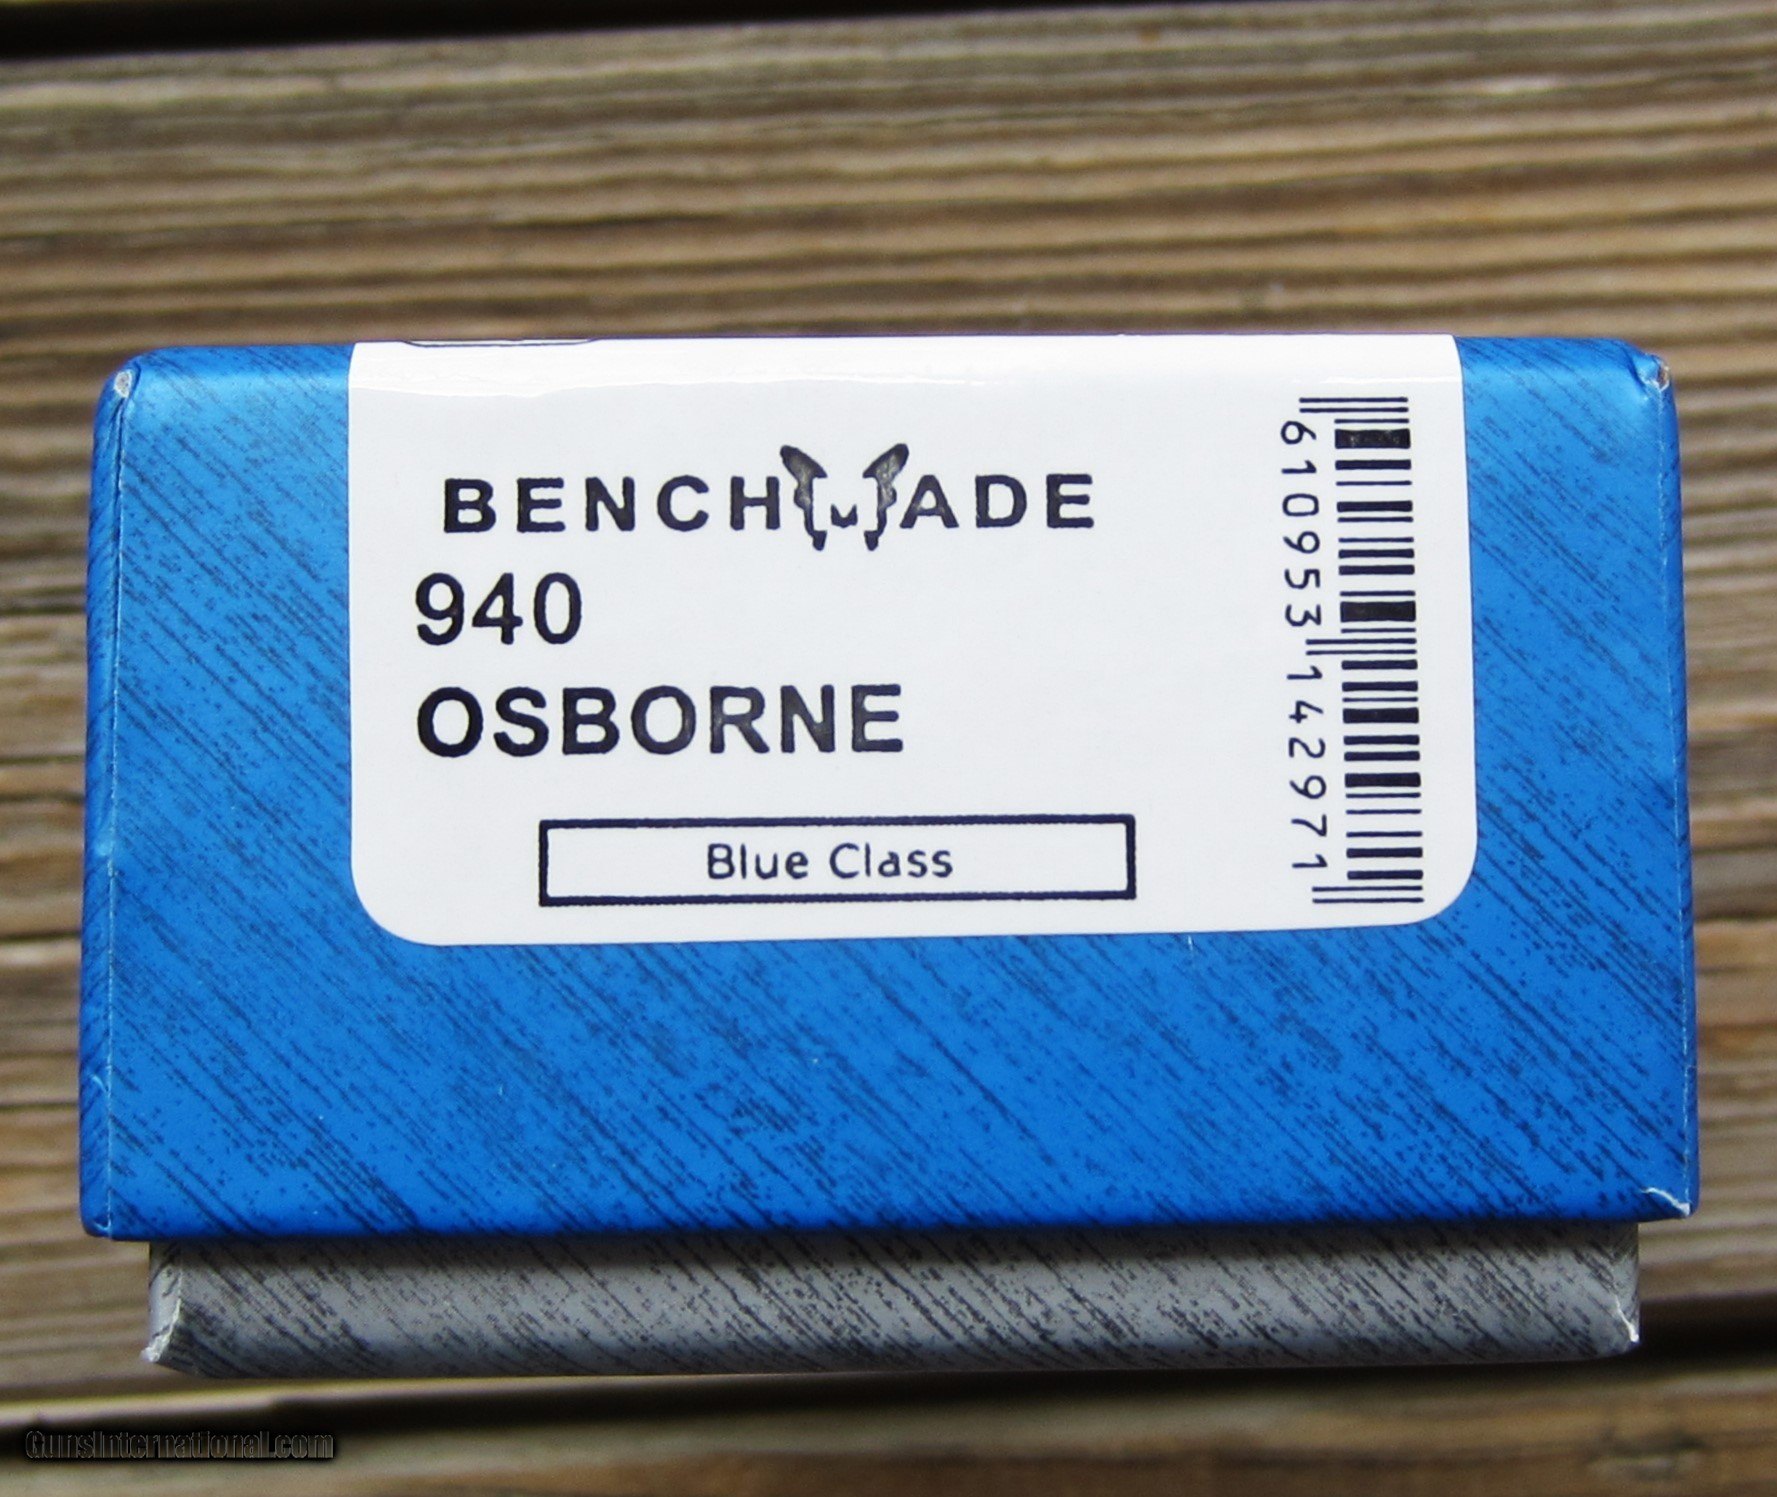 BENCHMADE
940
OSBORNE
Blue Class
610953142971
GunsInternational.com